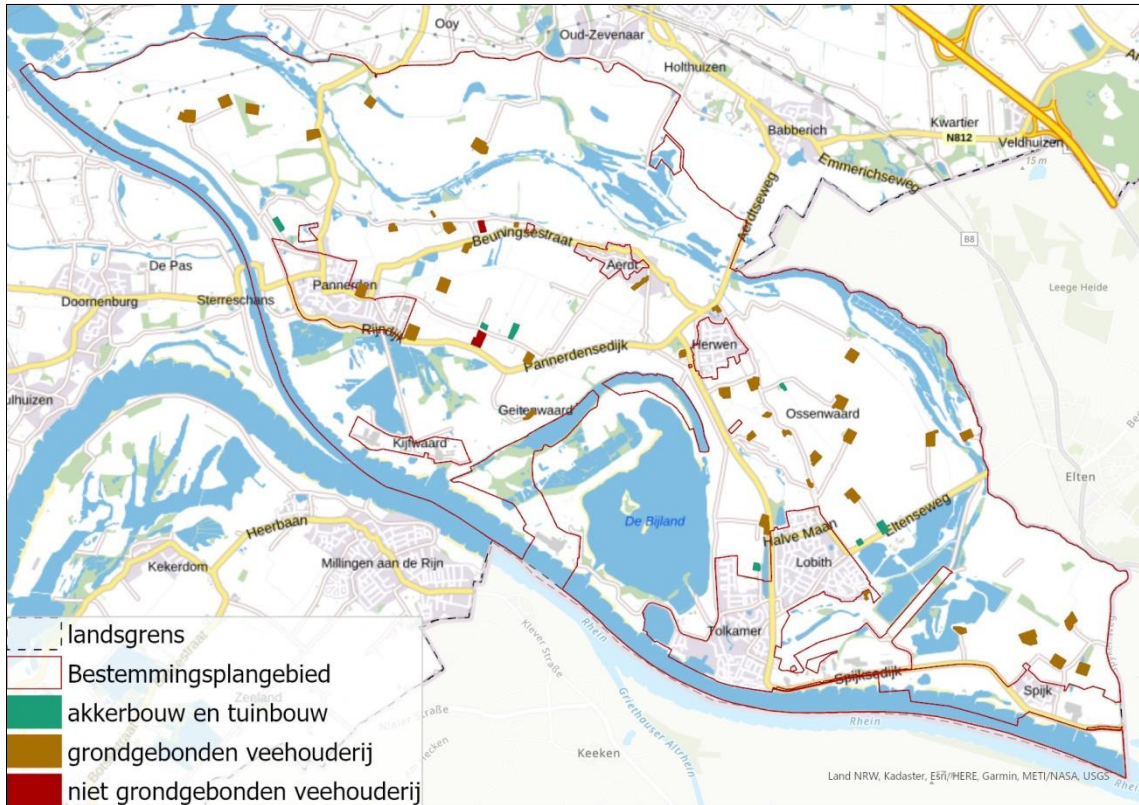 Ooy
Oud-Zevenaar
Holthuizen
Babberich
Kwartier
N812
Veldhuizen
15 m
Emmerichseweg
Aerdtseweg
B8
Leege Heide
De Pas
Doornenburg
Sterreschans
Pannerden
Beuningsestraat
Aerdt
Rijndijk
Pannerdensedijk
Herwen
Geitenwaard
Ossenwaard
Kijfwaard
De Bijland
Elten
Eltenseweg
Halve Maan
Lobith
Heerbaan
Kekerdom
Millingen aan de Rijn
Tolkamer
Spijksedijk
Spijk
Rhein
Rhein
Klever Straße
Griethauser Altrhein
Keeken
Zeeland
landsgrens
Bestemmingsplangebied
akkerbouw en tuinbouw
grondgebonden veehouderij
niet grondgebonden veehouderij
Land NRW, Kadaster, Esri, HERE, Garmin, METI/NASA, USGS